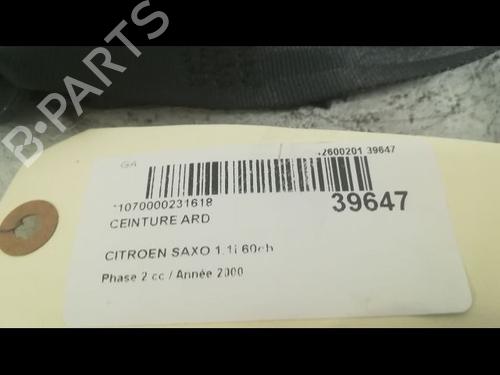 B-PARTS
GA
.2600201 39647
*1070000231618
39647
CEINTURE ARD
CITROEN SAXO 1.1i 60ch
Phase 2 cc / Année 2000